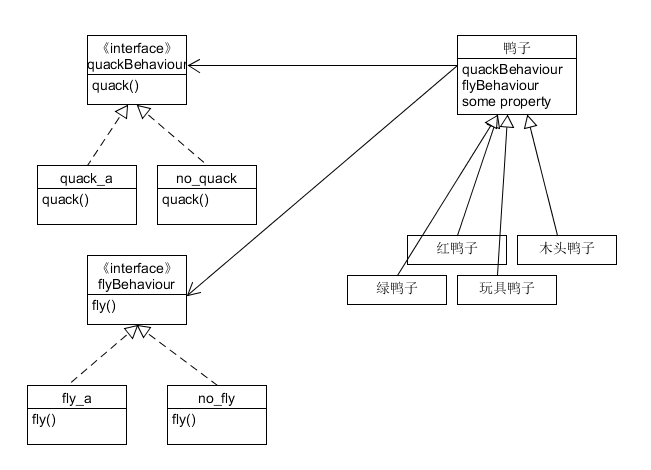 《interface》
quackBehaviour
quack()
鸭子
quackBehaviour
flyBehaviour
some property
quack_a
quack()
no_quack
quack()
红鸭子
木头鸭子
《interface》
flyBehaviour
fly()
绿鸭子
玩具鸭子
fly_a
fly()
no_fly
fly()